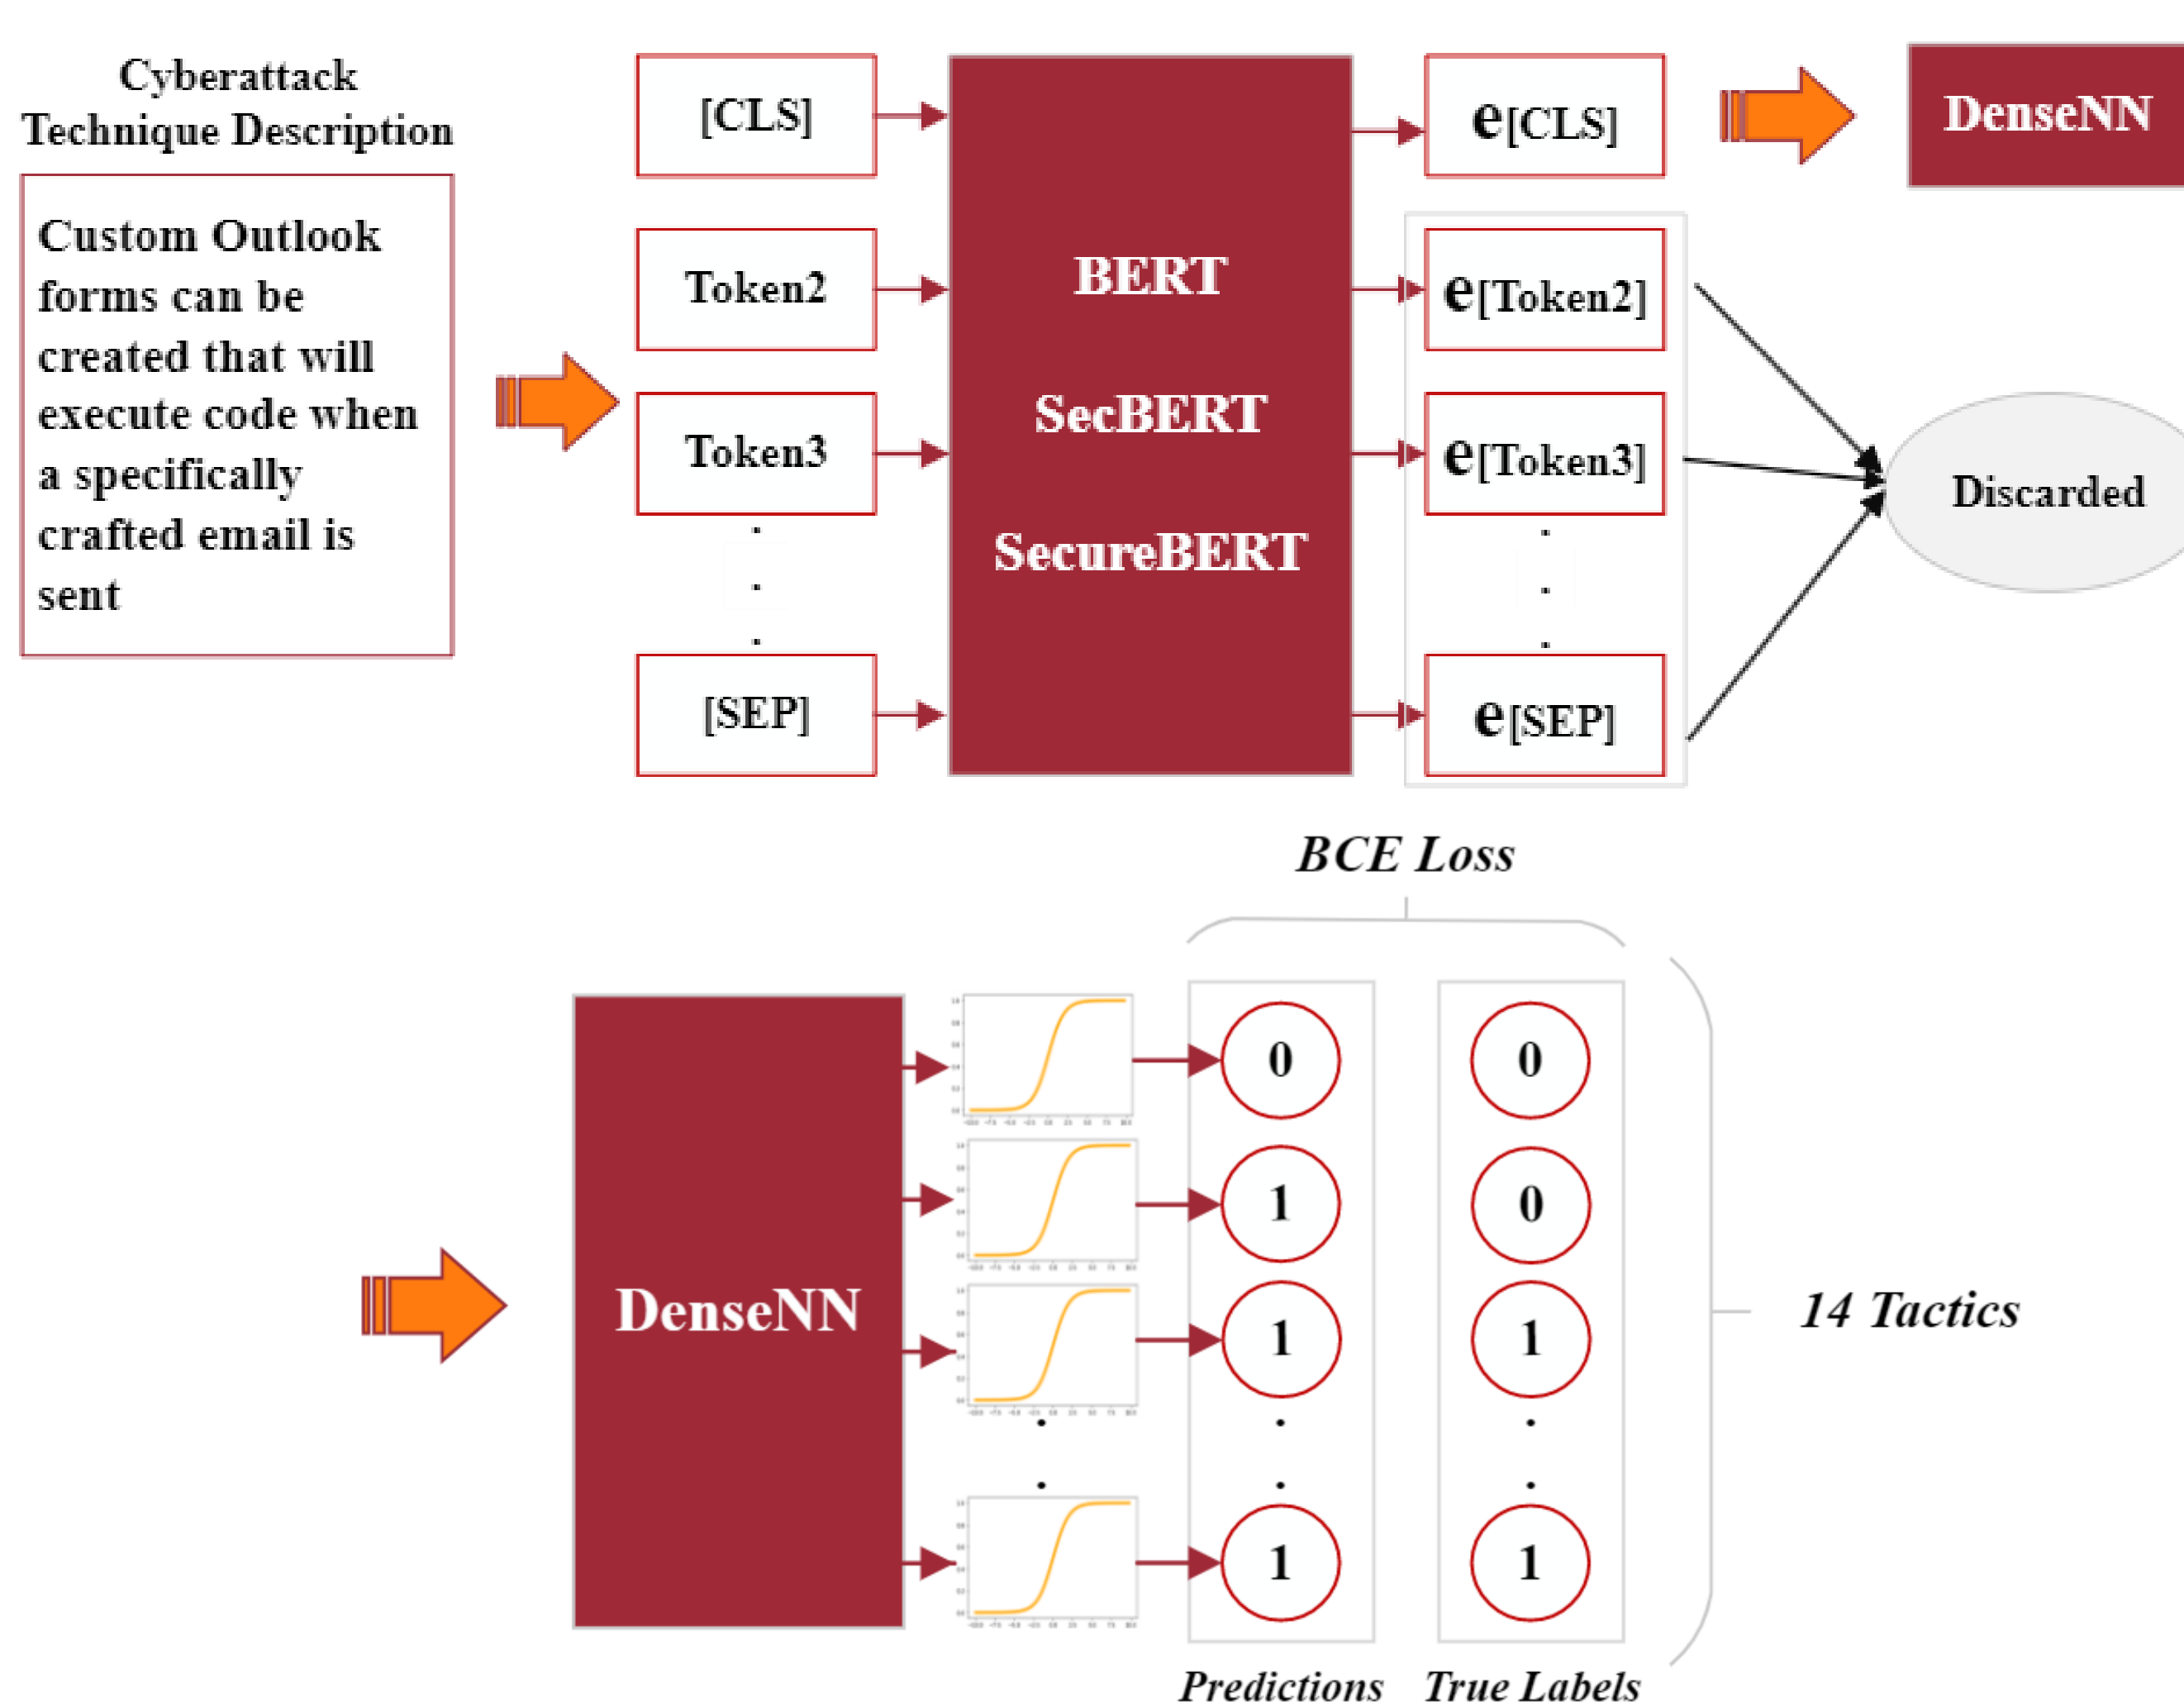 Cyberattack
Technique Description
Custom Outlook
forms can be
created that will
execute code when
a specifically
crafted email is
sent
[CLS]
Token2
Token3
[SEP]
BERT
SecBERT
SecureBERT
e[CLS]
e[Token2]
e[Token3]
e[SEP]
DenseNN
Discarded
BCE Loss
DenseNN
0
1
1
1
0
0
1
1
14 Tactics
Predictions
True Labels